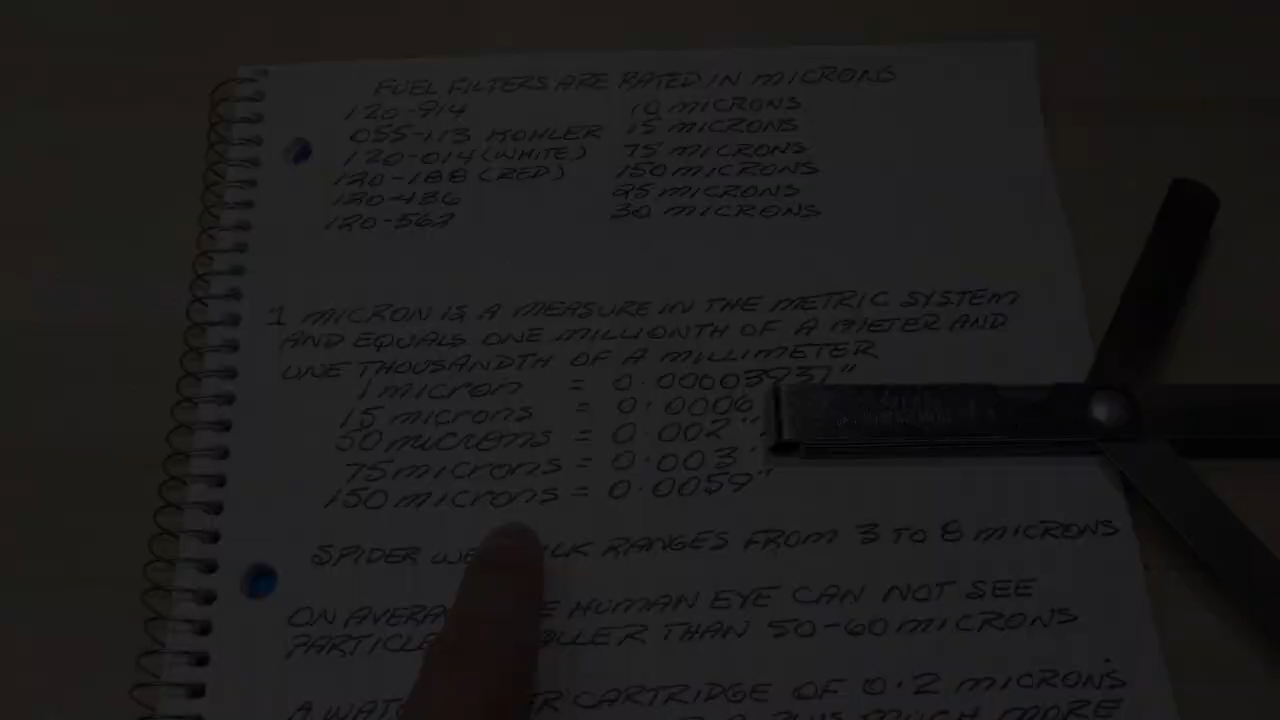 FUEL FILTERS ARE RATED IN MICRONS
120-914 10 MICRONS
055-113 KOHLER 15 MICRONS
120-014 (WHITE) 75 MICRONS
120-188 (RED) 150 MICRONS
120-436 25 MICRONS
120-562 30 MICRONS
1 MICRON IS A MEASURE IN THE METRIC SYSTEM
AND EQUALS ONE MILLIONTH OF A METER AND
ONE THOUSANDTH OF A MILLIMETER
1 micron = 0.00003937"
15 microns = 0.0006
50 microns = 0.002"
75 microns = 0.003"
150 microns = 0.0059"
SPIDER RANGES FROM 3 TO 8 MICRONS
ON HUMAN EYE CAN NOT SEE
THAN 50-60 MICRONS
A CARTRIDGE OF 0.2 MICRONS
MUCH MORE